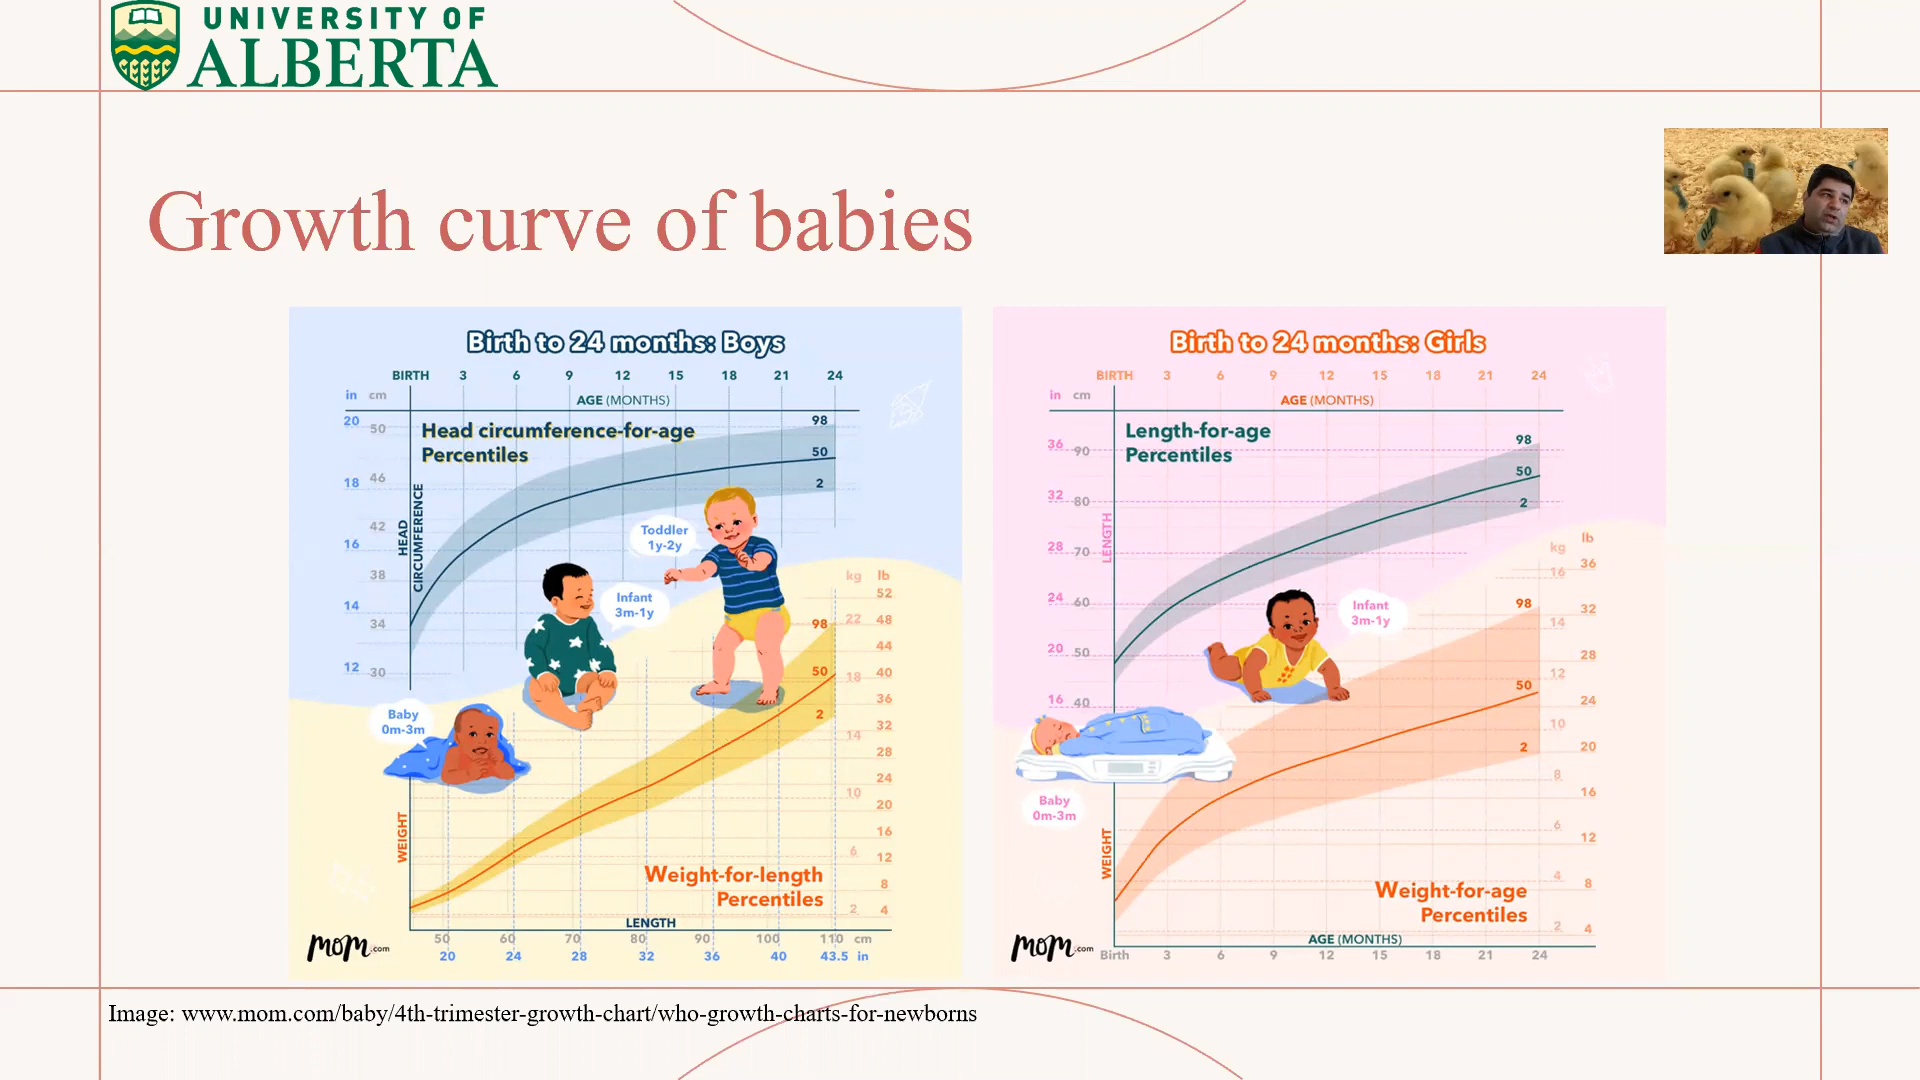 UNIVERSITY OF
ALBERTA
Growth curve of babies
Birth to 24 months: Boys
BIRTH 3 6 9 12 15 18 21 24
AGE (MONTHS)
in cm
20
50
18
46
42
16
38
14
34
12
30
HEAD
CIRCUMFERENCE
Head circumference-for-age
Percentiles
98
50
2
Toddler
1y-2y
Infant
3m-1y
Baby
0m-3m
kg lb
52
22 48
44
18 40
36
32
14
28
24
10
20
16
6
12
8
2 4
98
50
2
WEIGHT
Weight-for-length
Percentiles
LENGTH
50 60 70 80 90 100 110 cm
20 24 28 32 36 40 43.5 in
mom.com
Birth to 24 months: Girls
BIRTH 3 6 9 12 15 18 21 24
AGE (MONTHS)
in cm
36
90
32
80
28
70
24
60
20
50
16
40
LENGTH
Length-for-age
Percentiles
98
50
2
Infant
3m-1y
Baby
0m-3m
kg lb
36
16
32
14
28
12
24
10
20
8
16
6
12
4
8
2
4
98
50
2
WEIGHT
Weight-for-age
Percentiles
AGE (MONTHS)
Birth 3 6 9 12 15 18 21 24
mom.com
Image: www.mom.com/baby/4th-trimester-growth-chart/who-growth-charts-for-newborns